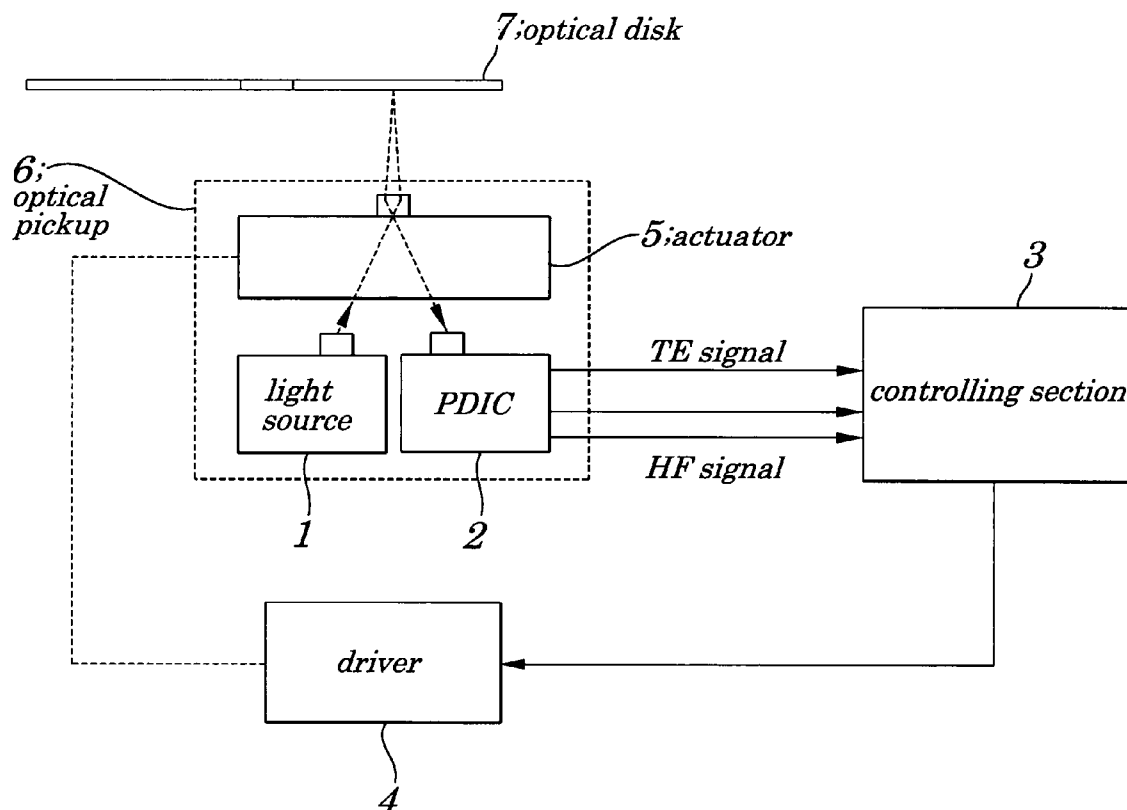 7;optical disk
6;
optical
pickup
5;actuator
3
TE signal
light
source
PDIC
controlling section
HF signal
1
2
driver
4